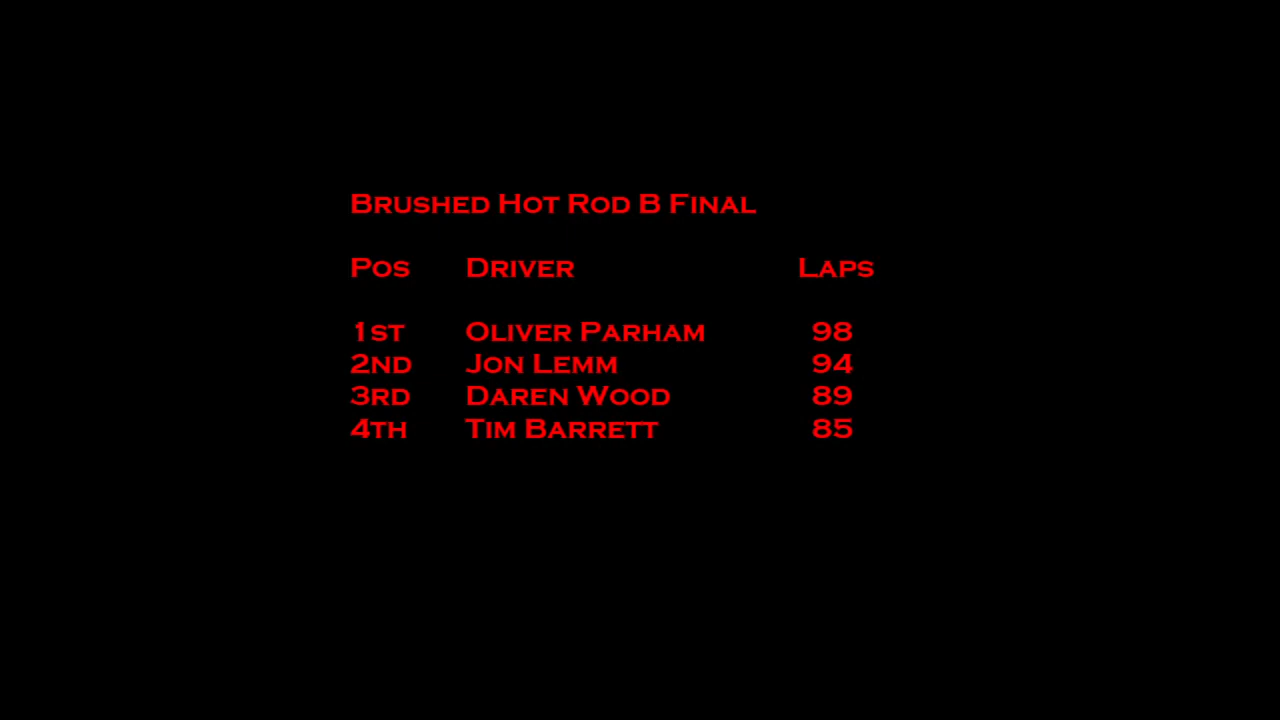 Brushed Hot Rod B Final
Pos Driver Laps
1st Oliver Parham 98
2nd Jon Lemm 94
3rd Daren Wood 89
4th Tim Barrett 85